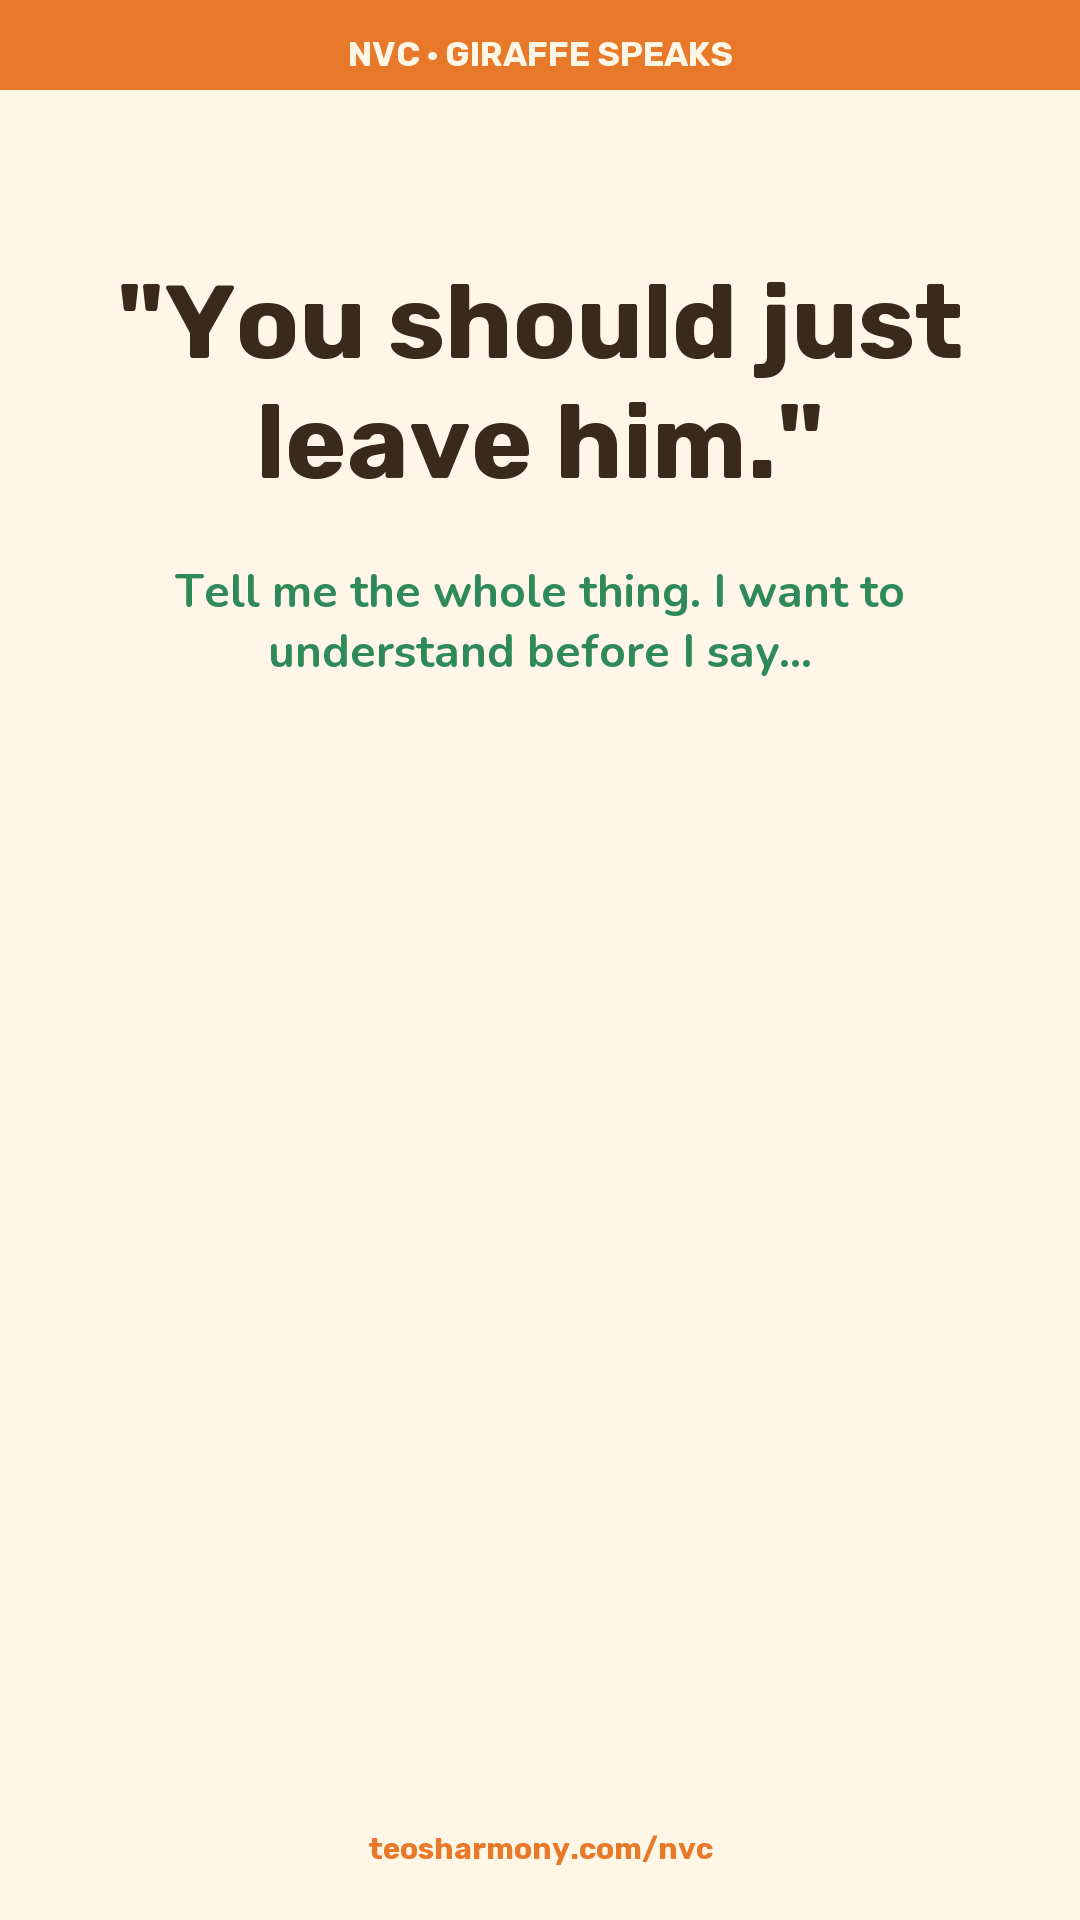 NVC • GIRAFFE SPEAKS
"You should just
leave him."
Tell me the whole thing. I want to
understand before I say...
teosharmony.com/nvc